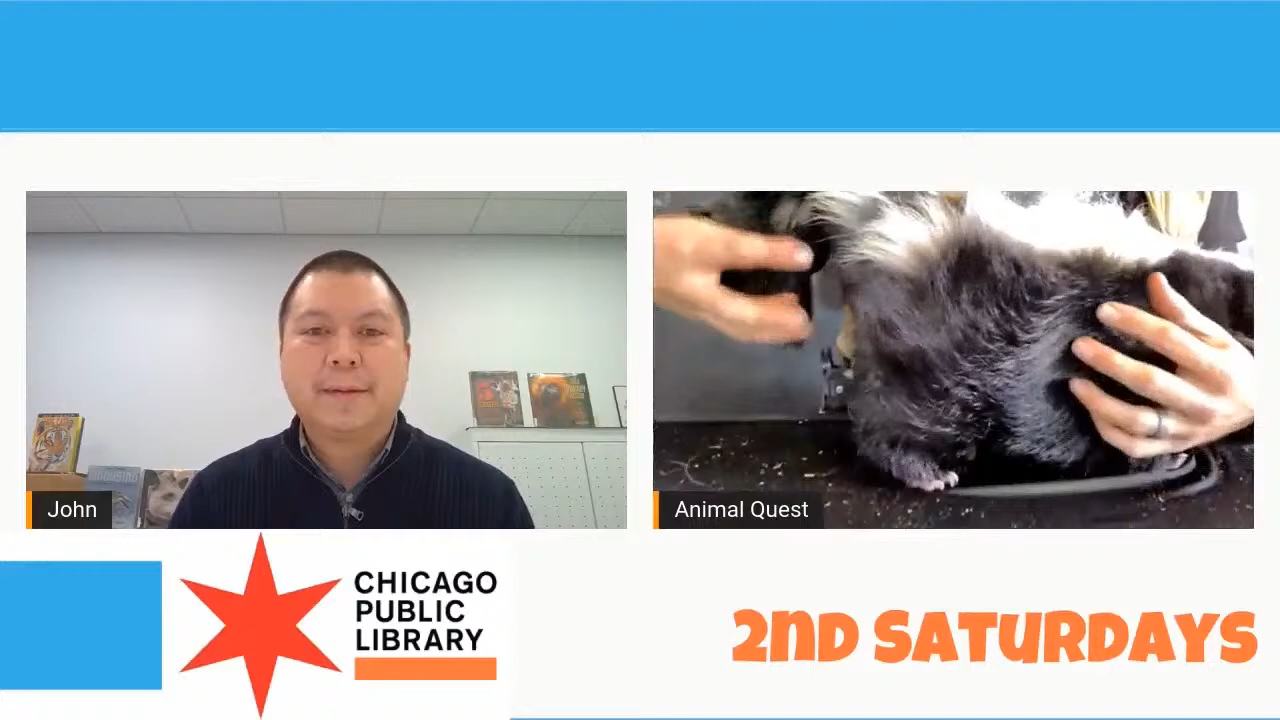 John
Animal Quest
CHICAGO
PUBLIC
LIBRARY
2ND SATURDAYS